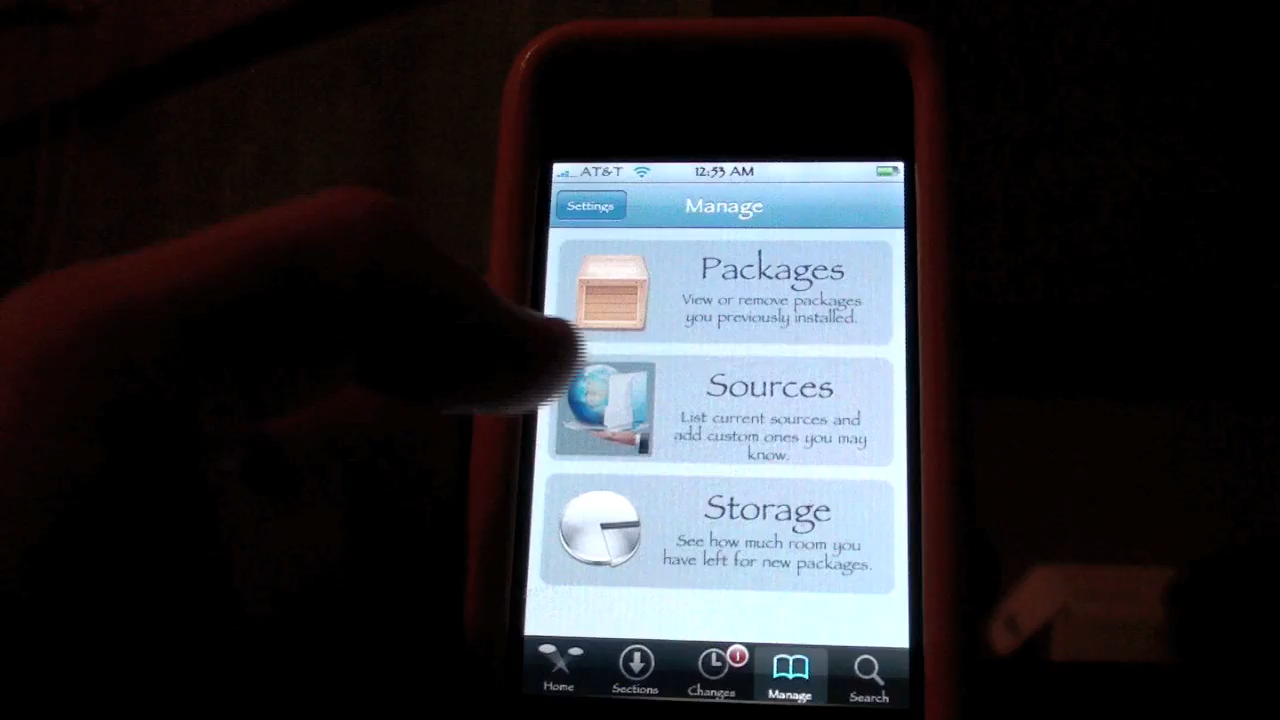 AT&T 12:53 AM
Settings Manage
Packages
View or remove packages
you previously installed.
Sources
List current sources and
add custom ones you may
know.
Storage
See how much room you
have left for new packages.
1
Home Sections Changes Manage Search